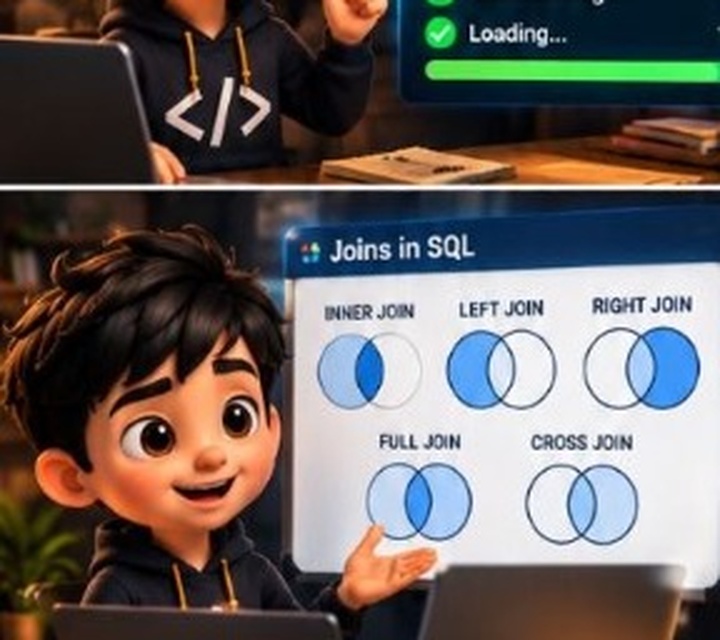 Loading...
</>
Joins in SQL
INNER JOIN LEFT JOIN RIGHT JOIN
FULL JOIN CROSS JOIN